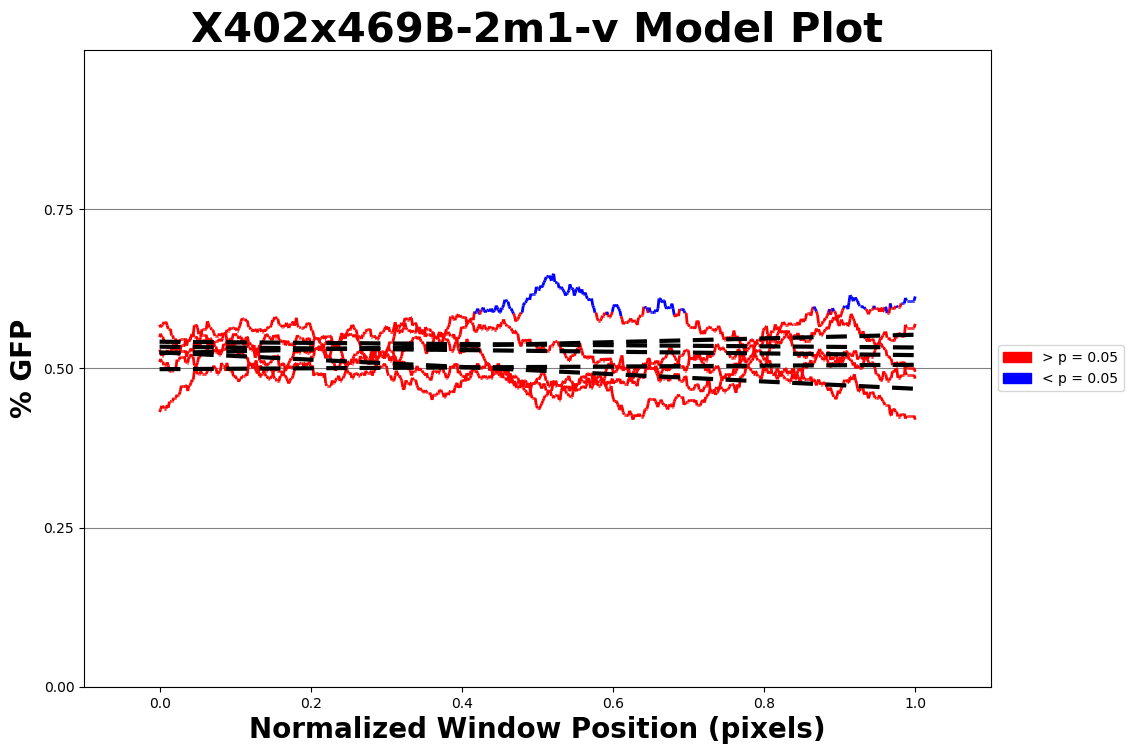 X402x469B-2m1-v Model Plot
% GFP
0.75
0.50
0.25
0.00
0.0 0.2 0.4 0.6 0.8 1.0
Normalized Window Position (pixels)
> p = 0.05
< p = 0.05